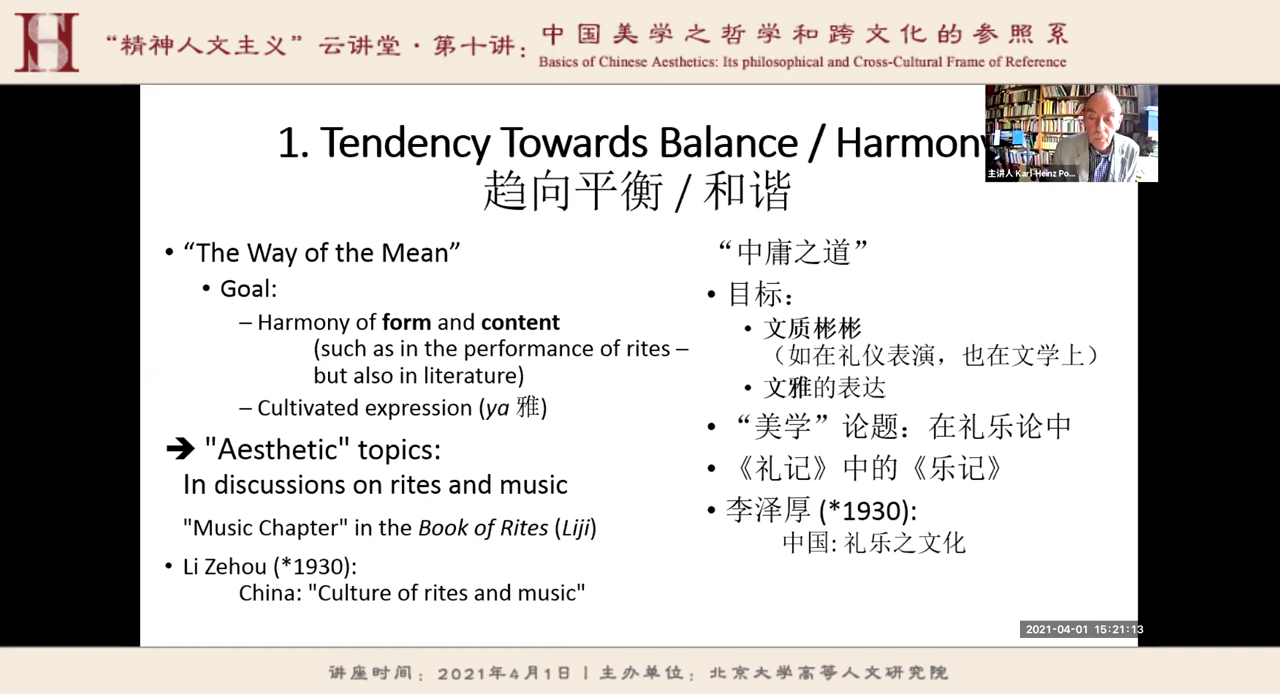 “精神人文主义”云讲堂·第十讲：
中国美学之哲学和跨文化的参照系
Basics of Chinese Aesthetics: Its philosophical and Cross-Cultural Frame of Reference
主讲人 Karl-Heinz Po...
1. Tendency Towards Balance / Harmony
趋向平衡 / 和谐
• “The Way of the Mean”
• Goal:
– Harmony of form and content
(such as in the performance of rites –
but also in literature)
– Cultivated expression (ya 雅)
➔ "Aesthetic" topics:
In discussions on rites and music
"Music Chapter" in the Book of Rites (Liji)
• Li Zehou (*1930):
China: "Culture of rites and music"
“中庸之道”
• 目标：
• 文质彬彬
（如在礼仪表演，也在文学上）
• 文雅的表达
• “美学”论题：在礼乐论中
• 《礼记》中的《乐记》
• 李泽厚 (*1930):
中国: 礼乐之文化
2021-04-01 15:21:13
讲座时间：2021年4月1日 | 主办单位：北京大学高等人文研究院